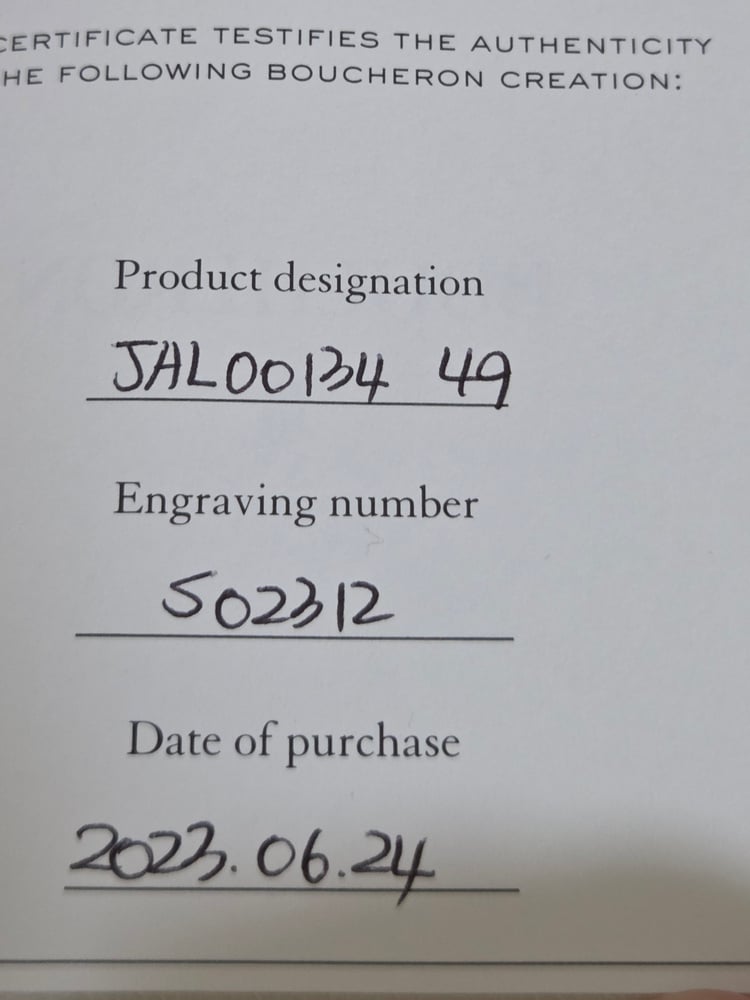 CERTIFICATE TESTIFIES THE AUTHENTICITY
HE FOLLOWING BOUCHERON CREATION:
Product designation
JAL00134 49
Engraving number
S02312
Date of purchase
2023.06.24